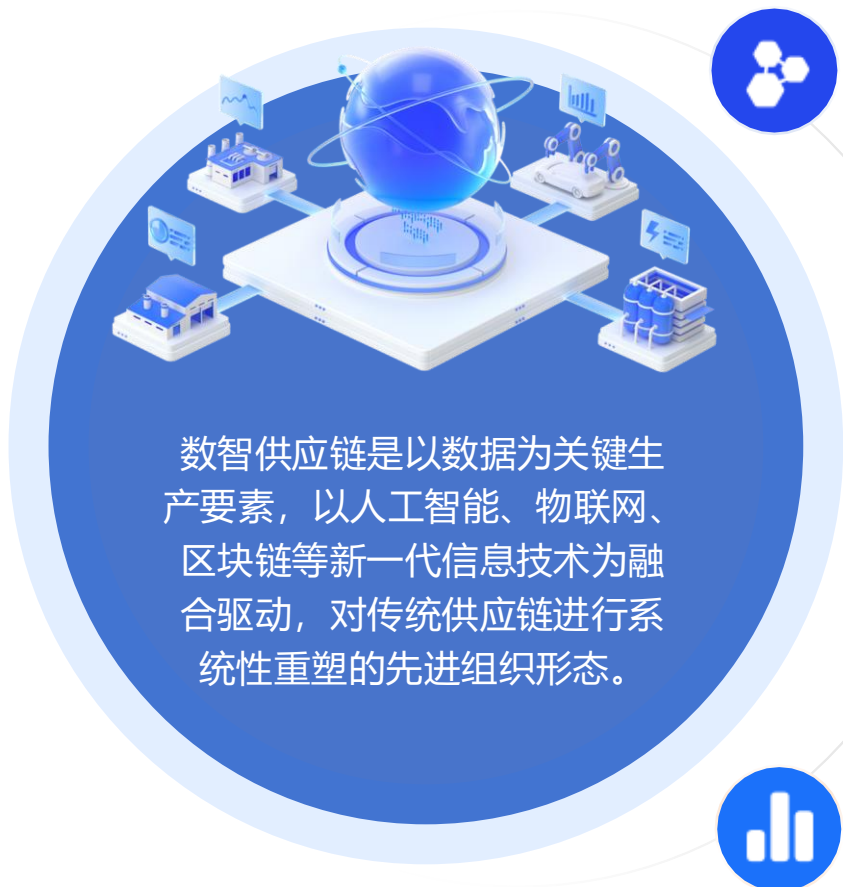 数智供应链是以数据为关键生
产要素，以人工智能、物联网、
区块链等新一代信息技术为融
合驱动，对传统供应链进行系
统性重塑的先进组织形态。